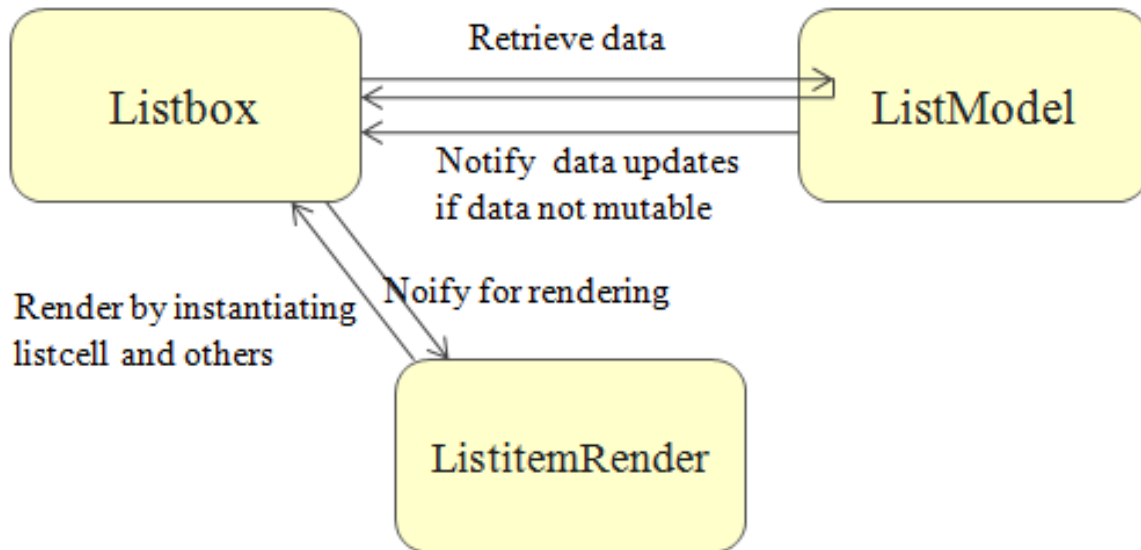 Retrieve data
Listbox
ListModel
Notify data updates
if data not mutable
Noify for rendering
Render by instantiating
listcell and others
ListitemRender